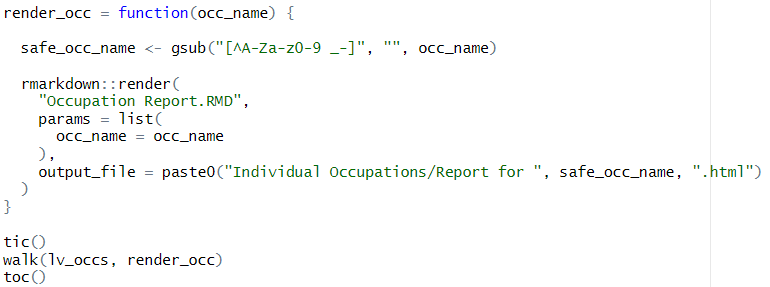 render_occ = function(occ_name) {
safe_occ_name <- gsub("[^A-Za-z0-9 _-]", "", occ_name)
rmarkdown::render(
"Occupation Report.RMD",
params = list(
occ_name = occ_name
),
output_file = paste0("Individual Occupations/Report for ", safe_occ_name, ".html")
)
}
tic()
walk(lv_occs, render_occ)
toc()